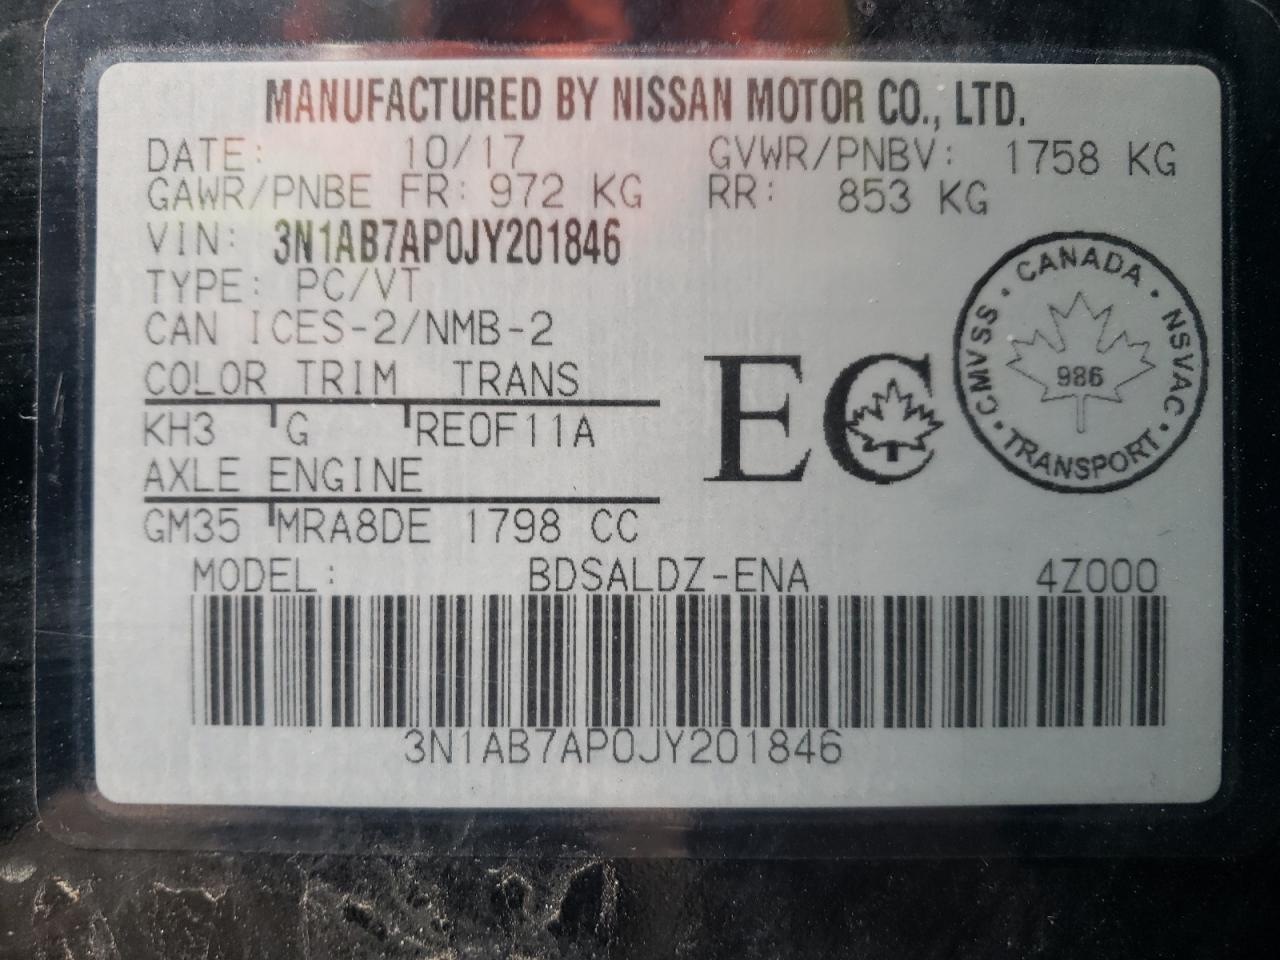 MANUFACTURED BY NISSAN MOTOR CO., LTD.
DATE: 10/17 GVWR/PNBV: 1758 KG
GAWR/PNBE FR: 972 KG RR: 853 KG
VIN: 3N1AB7AP0JY201846
TYPE: PC/VT
CAN ICES-2/NMB-2
COLOR TRIM TRANS
KH3 G RE0F11A
AXLE ENGINE
GM35 MRA8DE 1798 CC
EC
CANADA · NSVAC · TRANSPORT · CMVSS ·
986
MODEL: BDSALDZ-ENA 4Z000
3N1AB7AP0JY201846